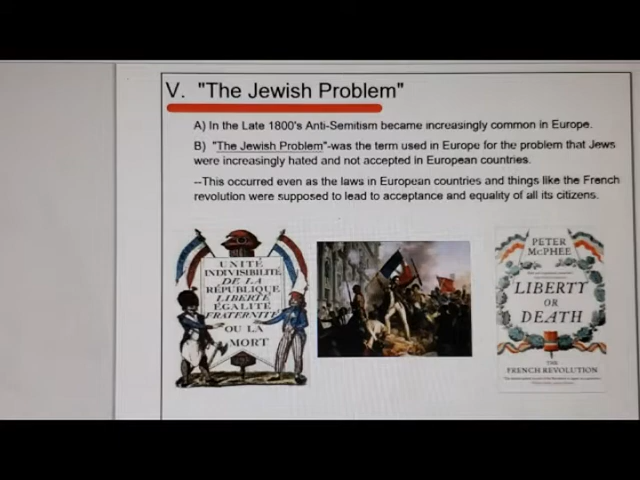 V. "The Jewish Problem"
A) In the Late 1800's Anti-Semitism became increasingly common in Europe.
B) "The Jewish Problem"-was the term used in Europe for the problem that Jews
were increasingly hated and not accepted in European countries.
--This occurred even as the laws in European countries and things like the French
revolution were supposed to lead to acceptance and equality of all its citizens.
UNITÉ
INDIVISIBILITÉ
DE LA
RÉPUBLIQUE
LIBERTÉ
ÉGALITÉ
FRATERNITÉ
OU LA
MORT
PETER
McPHEE
LIBERTY
OR
DEATH
THE
FRENCH REVOLUTION